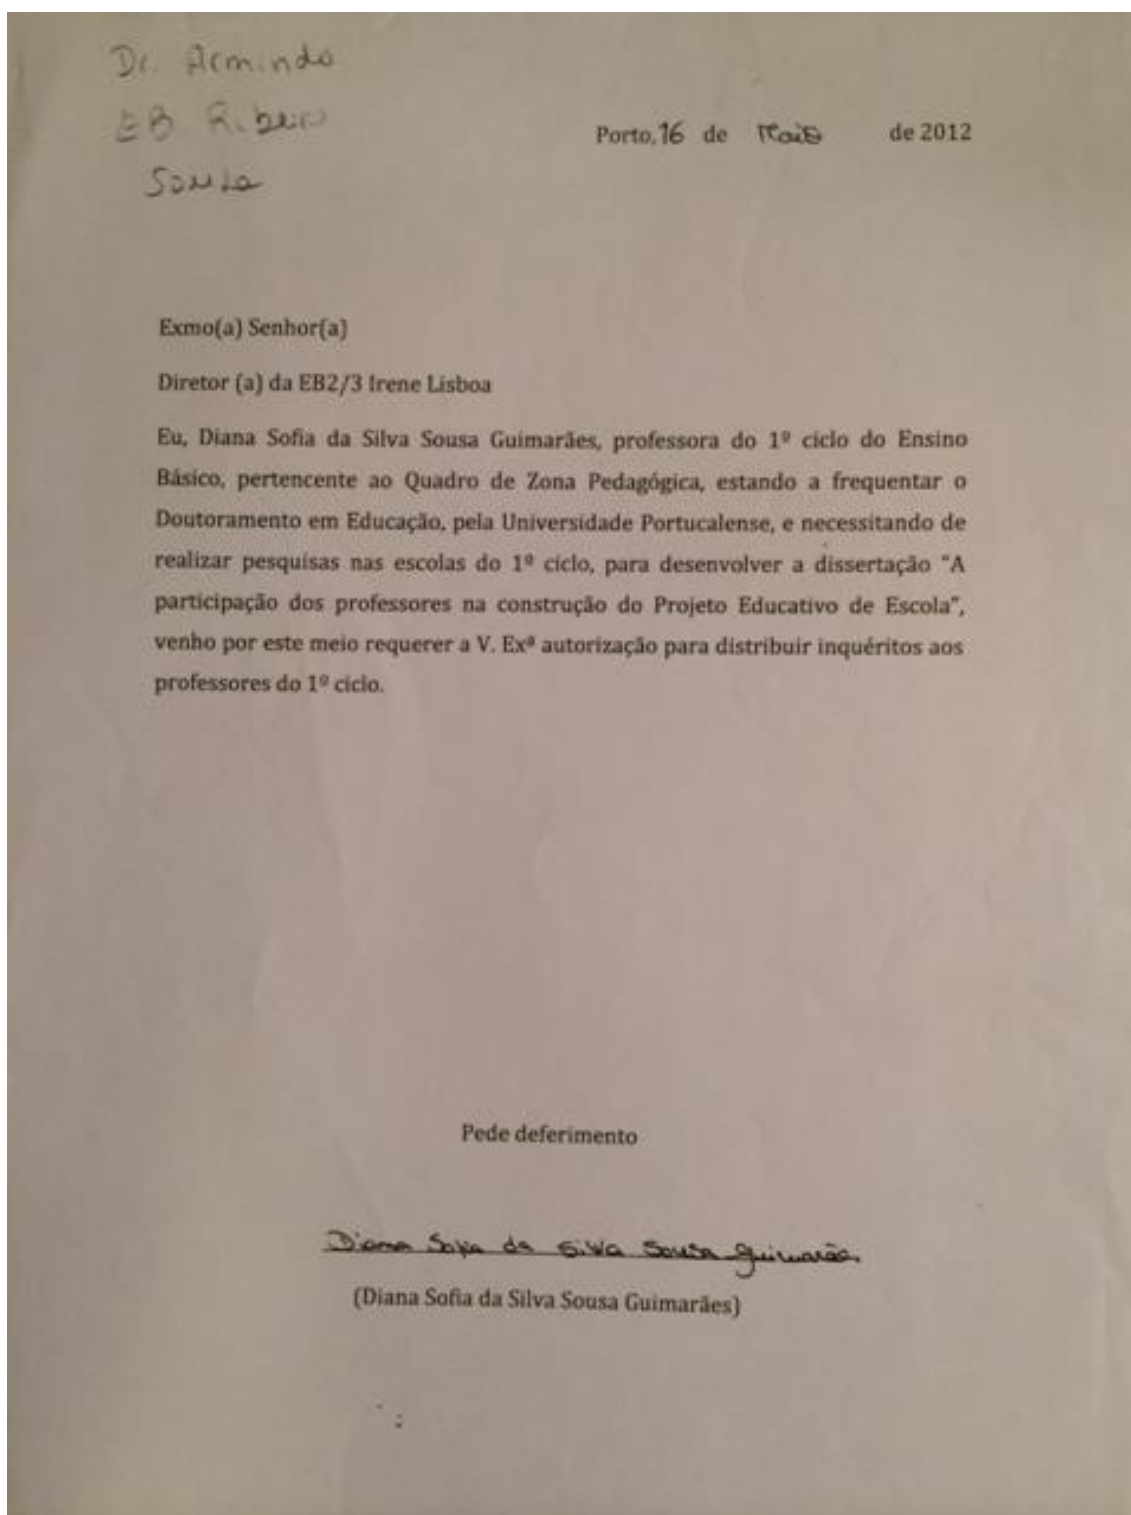 Dr. Armindo
EB Ribeiro
Sousa
Porto, 16 de Maio de 2012
Exmo(a) Senhor(a)
Diretor (a) da EB2/3 Irene Lisboa
Eu, Diana Sofia da Silva Sousa Guimarães, professora do 1º ciclo do Ensino
Básico, pertencente ao Quadro de Zona Pedagógica, estando a frequentar o
Doutoramento em Educação, pela Universidade Portucalense, e necessitando de
realizar pesquisas nas escolas do 1º ciclo, para desenvolver a dissertação "A
participação dos professores na construção do Projeto Educativo de Escola",
venho por este meio requerer a V. Exª autorização para distribuir inquéritos aos
professores do 1º ciclo.
Pede deferimento
Diana Sofia da Silva Sousa Guimarães
(Diana Sofia da Silva Sousa Guimarães)